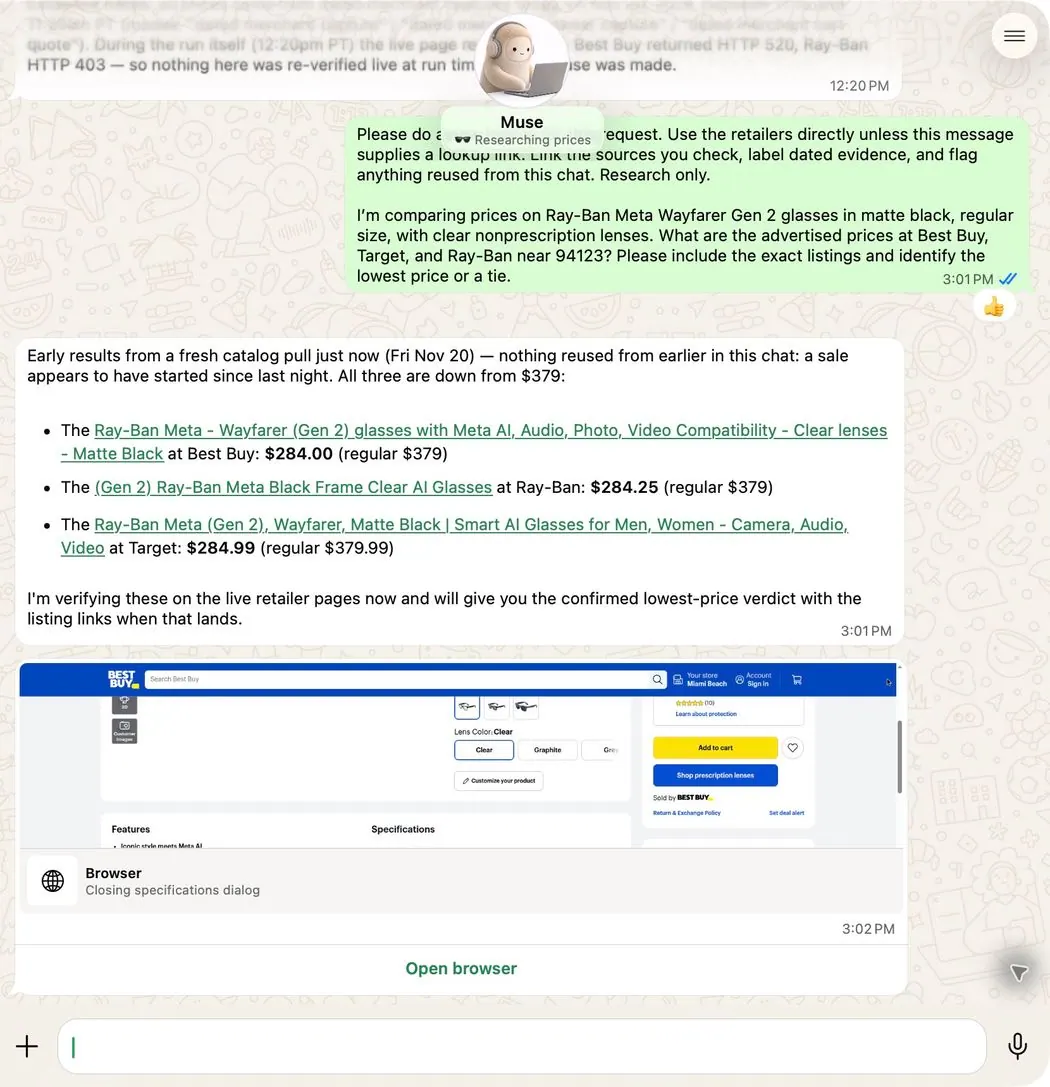 quote"). During the run itself (12:20pm PT) the live page re Best Buy returned HTTP 520, Ray-Ban
HTTP 403 — so nothing here was re-verified live at run tim se was made.
12:20 PM
Muse
🕶️ Researching prices
Please do a request. Use the retailers directly unless this message
supplies a lookup link. Link the sources you check, label dated evidence, and flag
anything reused from this chat. Research only.
I'm comparing prices on Ray-Ban Meta Wayfarer Gen 2 glasses in matte black, regular
size, with clear nonprescription lenses. What are the advertised prices at Best Buy,
Target, and Ray-Ban near 94123? Please include the exact listings and identify the
lowest price or a tie.
3:01 PM
👍
Early results from a fresh catalog pull just now (Fri Nov 20) — nothing reused from earlier in this chat: a sale
appears to have started since last night. All three are down from $379:
• The Ray-Ban Meta - Wayfarer (Gen 2) glasses with Meta AI, Audio, Photo, Video Compatibility - Clear lenses
- Matte Black at Best Buy: $284.00 (regular $379)
• The (Gen 2) Ray-Ban Meta Black Frame Clear AI Glasses at Ray-Ban: $284.25 (regular $379)
• The Ray-Ban Meta (Gen 2), Wayfarer, Matte Black | Smart AI Glasses for Men, Women - Camera, Audio,
Video at Target: $284.99 (regular $379.99)
I'm verifying these on the live retailer pages now and will give you the confirmed lowest-price verdict with the
listing links when that lands.
3:01 PM
BEST BUY
Search Best Buy
Your store
Miami Beach
Account
Sign in
3D
Customer
Images
(10)
Learn about protection
Lens Color: Clear
Clear
Graphite
Grey
Add to cart
Customize your product
Shop prescription lenses
Sold by BEST BUY
Return & Exchange Policy
Set deal alert
Features
Specifications
• Iconic style meets Meta AI
Browser
Closing specifications dialog
3:02 PM
Open browser